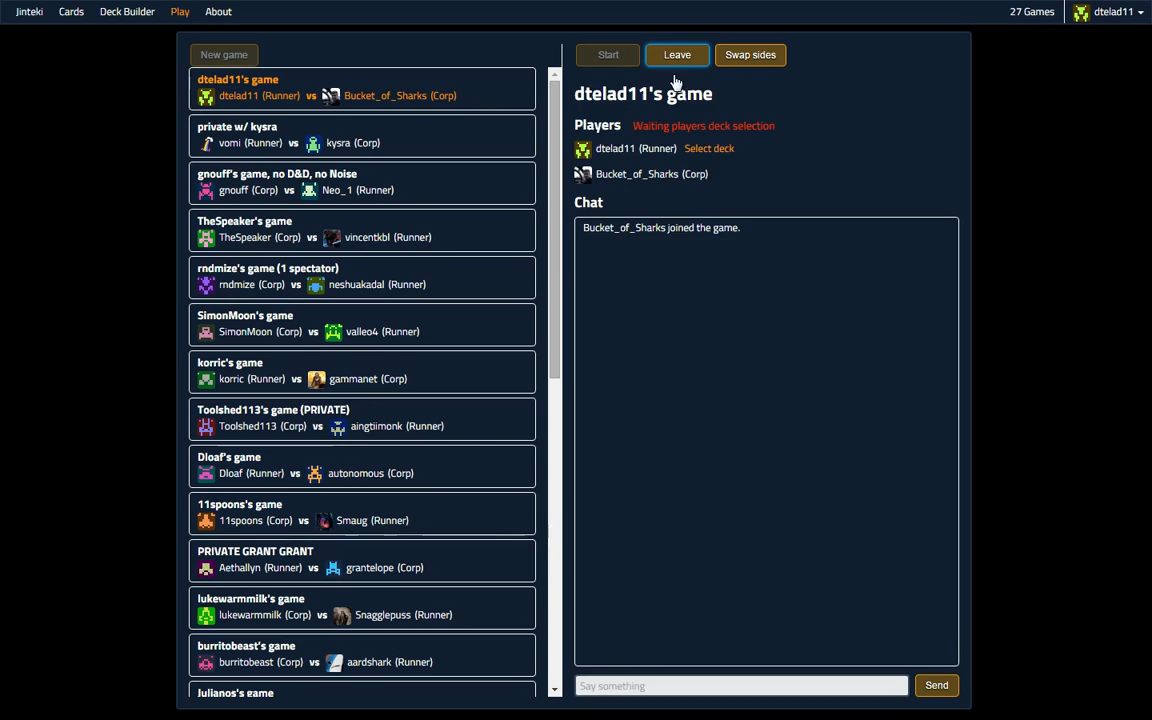 Jinteki Cards Deck Builder Play About 27 Games dtelad11
New game
Start Leave Swap sides
dtelad11's game
dtelad11 (Runner) vs Bucket_of_Sharks (Corp)
private w/ kysra
vomi (Runner) vs kysra (Corp)
gnouff's game, no D&D, no Noise
gnouff (Corp) vs Neo_1 (Runner)
TheSpeaker's game
TheSpeaker (Corp) vs vincentkbl (Runner)
rndmize's game (1 spectator)
rndmize (Corp) vs neshuakadal (Runner)
SimonMoon's game
SimonMoon (Corp) vs valleo4 (Runner)
korric's game
korric (Runner) vs gammanet (Corp)
Toolshed113's game (PRIVATE)
Toolshed113 (Corp) vs aingtiimonk (Runner)
Dloaf's game
Dloaf (Runner) vs autonomous (Corp)
11spoons's game
11spoons (Corp) vs Smaug (Runner)
PRIVATE GRANT GRANT
Aethallyn (Runner) vs grantelope (Corp)
lukewarmmilk's game
lukewarmmilk (Corp) vs Snagglepuss (Runner)
burritobeast's game
burritobeast (Corp) vs aardshark (Runner)
Julianos's game
dtelad11's game
Players Waiting players deck selection
dtelad11 (Runner) Select deck
Bucket_of_Sharks (Corp)
Chat
Bucket_of_Sharks joined the game.
Say something Send